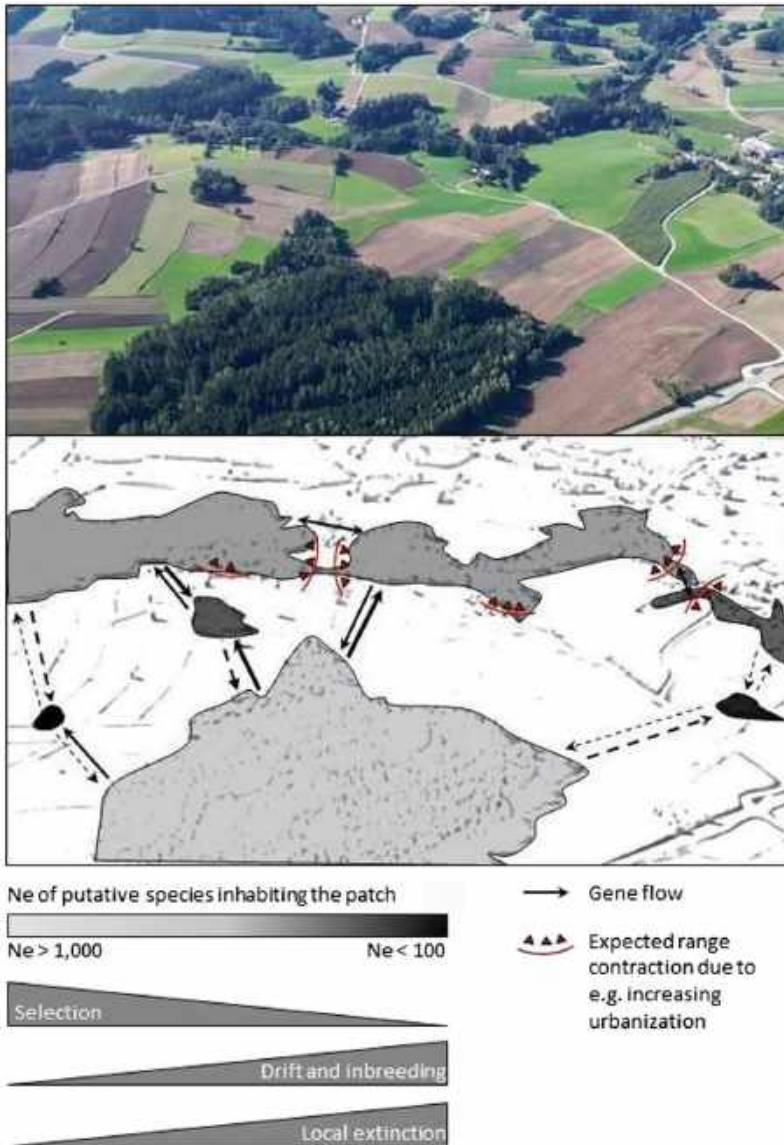 Ne of putative species inhabiting the patch
Ne > 1,000
Ne < 100
Selection
Drift and inbreeding
Local extinction
Gene flow
Expected range
contraction due to
e.g. increasing
urbanization